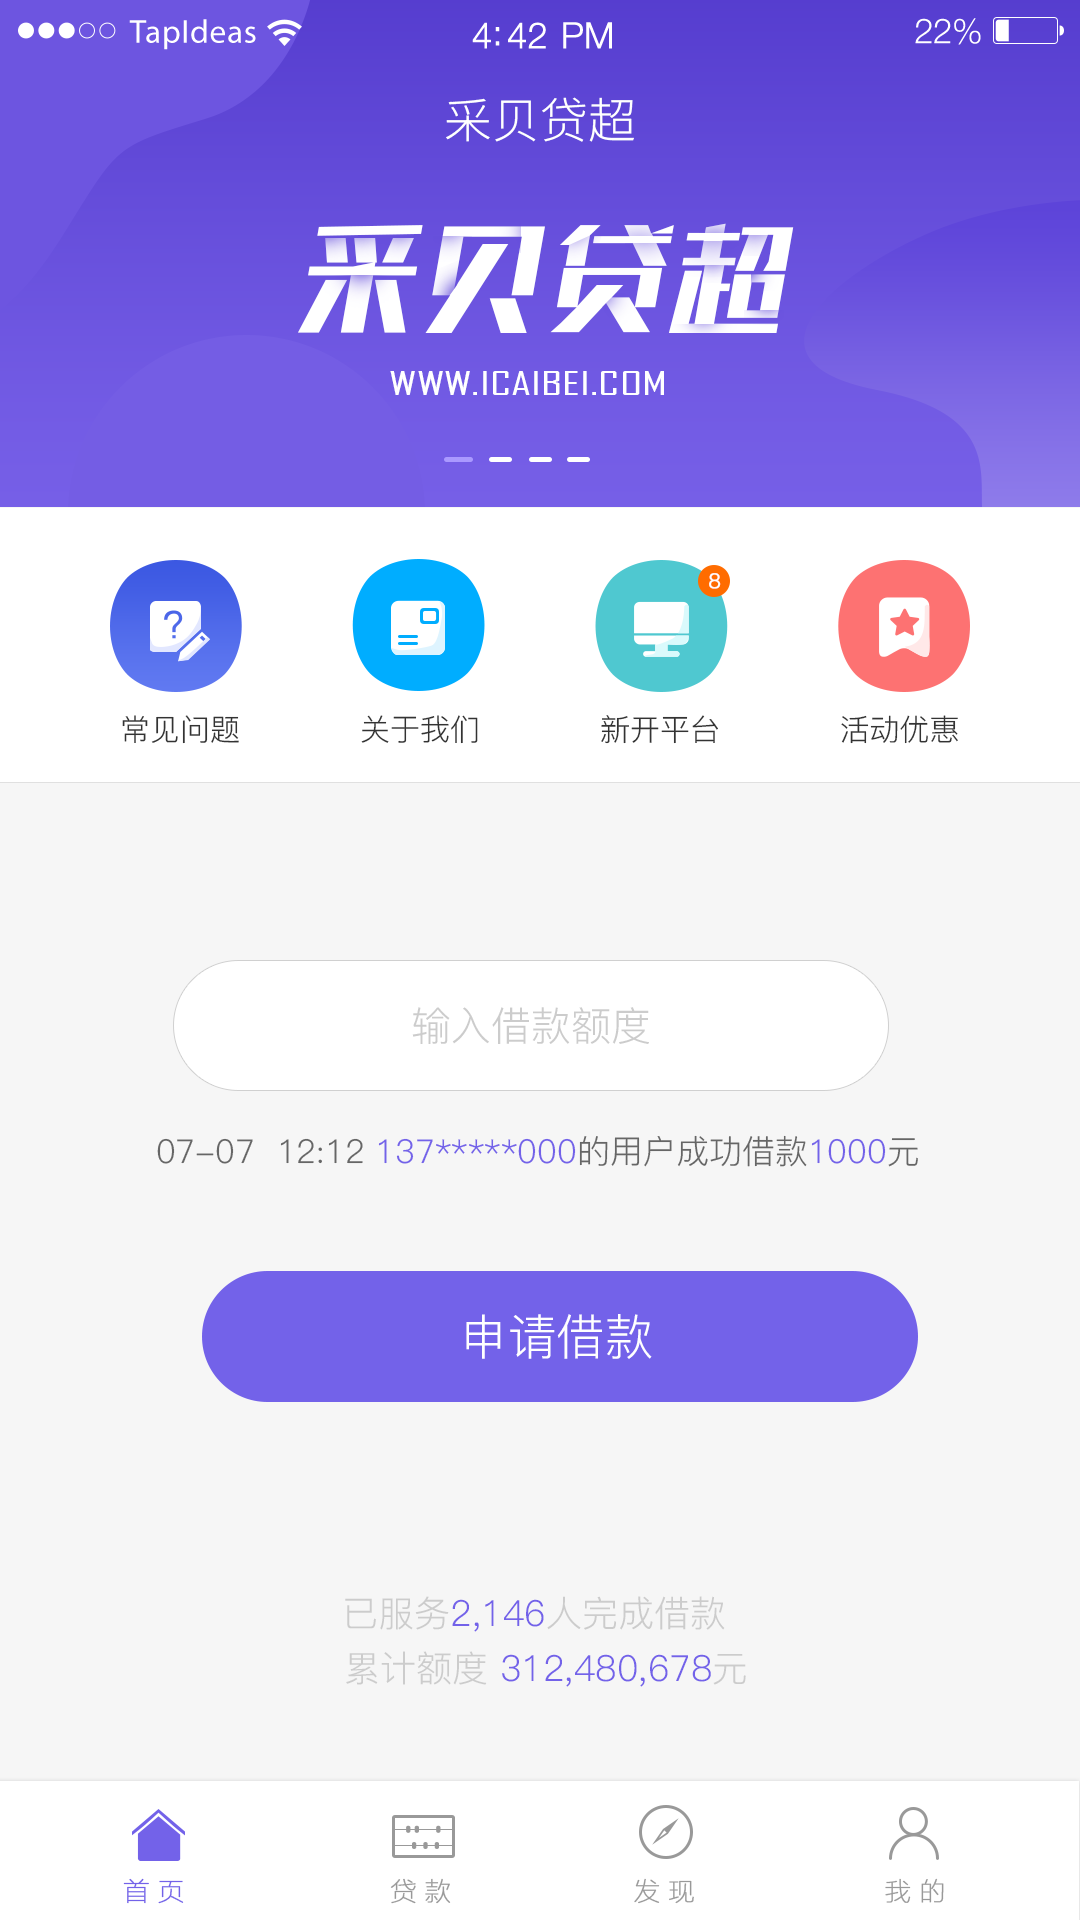 TapIdeas 4:42 PM 22%
采贝贷超
采贝贷超
WWW.ICAIBEI.COM
?
8
常见问题 关于我们 新开平台 活动优惠
输入借款额度
07-07 12:12 137*****000的用户成功借款1000元
申请借款
已服务2,146人完成借款
累计额度 312,480,678元
首页 贷款 发现 我的